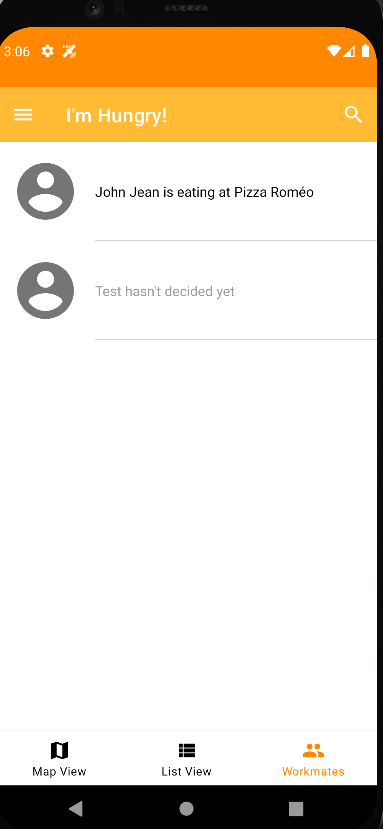 3:06
I'm Hungry!
John Jean is eating at Pizza Roméo
Test hasn't decided yet
Map View
List View
Workmates